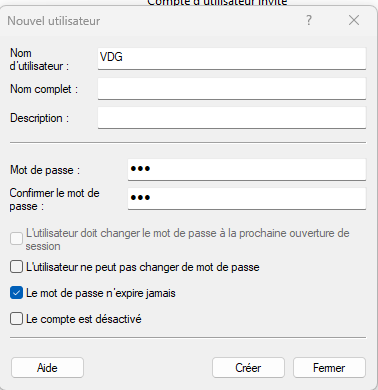 Compte d'utilisateur invité
Nouvel utilisateur
?
Nom
d'utilisateur :
VDG
Nom complet :
Description :
Mot de passe :
•••
Confirmer le mot de
passe :
•••
L'utilisateur doit changer le mot de passe à la prochaine ouverture de
session
L'utilisateur ne peut pas changer de mot de passe
Le mot de passe n'expire jamais
Le compte est désactivé
Aide
Créer
Fermer